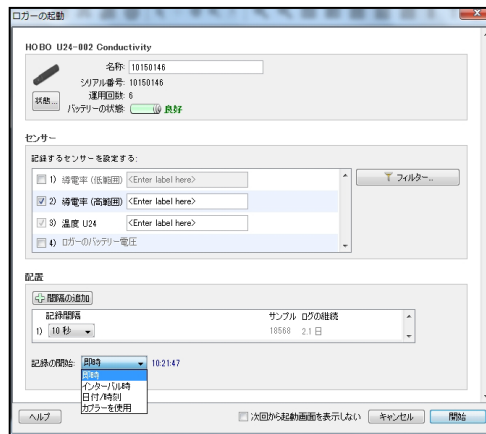 ロガーの起動
HOBO U24-002 Conductivity
名称: 10150146
シリアル番号: 10150146
状態... 運用回数: 6
バッテリーの状態: 良好
センサー
記録するセンサーを設定する:
1) 導電率 (低範囲) <Enter label here> フィルター...
2) 導電率 (高範囲) <Enter label here>
3) 温度 U24 <Enter label here>
4) ロガーのバッテリー電圧
配置
間隔の追加
記録間隔 サンプル ログの継続
1) 10 秒 18568 2.1 日
記録の開始: 即時 10:21:47
即時
インターバル時
日付/時刻
カプラーを使用
ヘルプ 次回から起動画面を表示しない キャンセル 開始